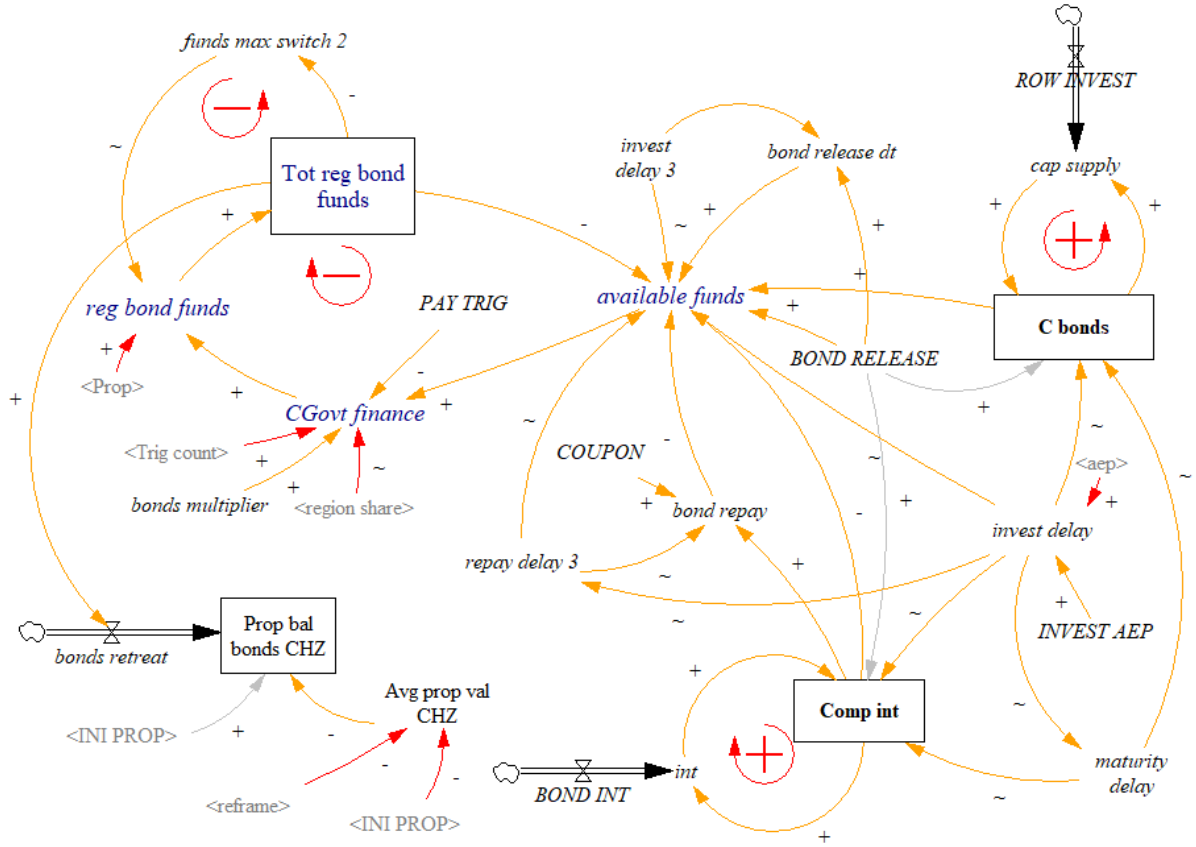 funds max switch 2
ROW INVEST
-
invest
delay 3
bond release dt
cap supply
~
Tot reg bond
funds
+
+
+
+
~
-
+
reg bond funds
PAY TRIG
available funds
+
+
C bonds
+
<Prop>
BOND RELEASE
-
+
+
+
+
CGovt finance
~
~
<Trig count>
+
COUPON
-
~
<aep>
~
bonds multiplier
+
~
<region share>
+
bond repay
-
+
+
invest delay
repay delay 3
+
~
~
+
Prop bal
bonds CHZ
~
INVEST AEP
bonds retreat
+
Avg prop val
CHZ
Comp int
~
<INI PROP>
+
-
-
-
int
maturity
delay
<reframe>
BOND INT
~
<INI PROP>
+